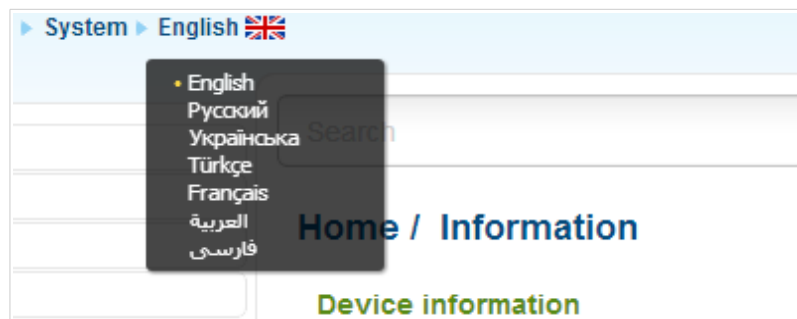 System English
• English
Русский
Українська
Türkçe
Français
العربية
فارسی
Search
Home / Information
Device information